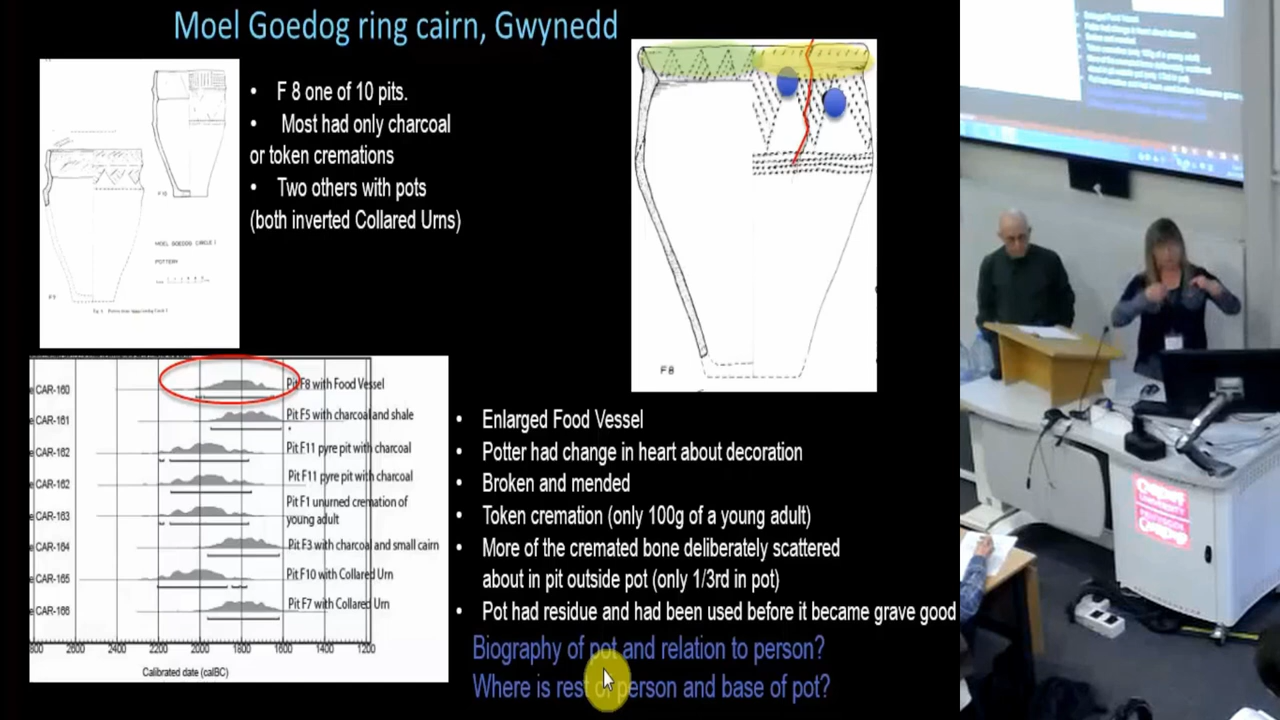 Moel Goedog ring cairn, Gwynedd
• F 8 one of 10 pits.
• Most had only charcoal
or token cremations
• Two others with pots
(both inverted Collared Urns)
MOEL GOEDOG CIRCLE I
POTTERY
F8
CAR-160 Pit F8 with Food Vessel
CAR-161 Pit F5 with charcoal and shale
CAR-162 Pit F11 pyre pit with charcoal
CAR-162 Pit F11 pyre pit with charcoal
CAR-163 Pit F1 unurned cremation of
young adult
CAR-164 Pit F3 with charcoal and small cairn
CAR-165 Pit F10 with Collared Urn
CAR-166 Pit F7 with Collared Urn
2600 2400 2200 2000 1800 1600 1400 1200
Calibrated date (calBC)
• Enlarged Food Vessel
• Potter had change in heart about decoration
• Broken and mended
• Token cremation (only 100g of a young adult)
• More of the cremated bone deliberately scattered
about in pit outside pot (only 1/3rd in pot)
• Pot had residue and had been used before it became grave good
Biography of pot and relation to person?
Where is rest of person and base of pot?